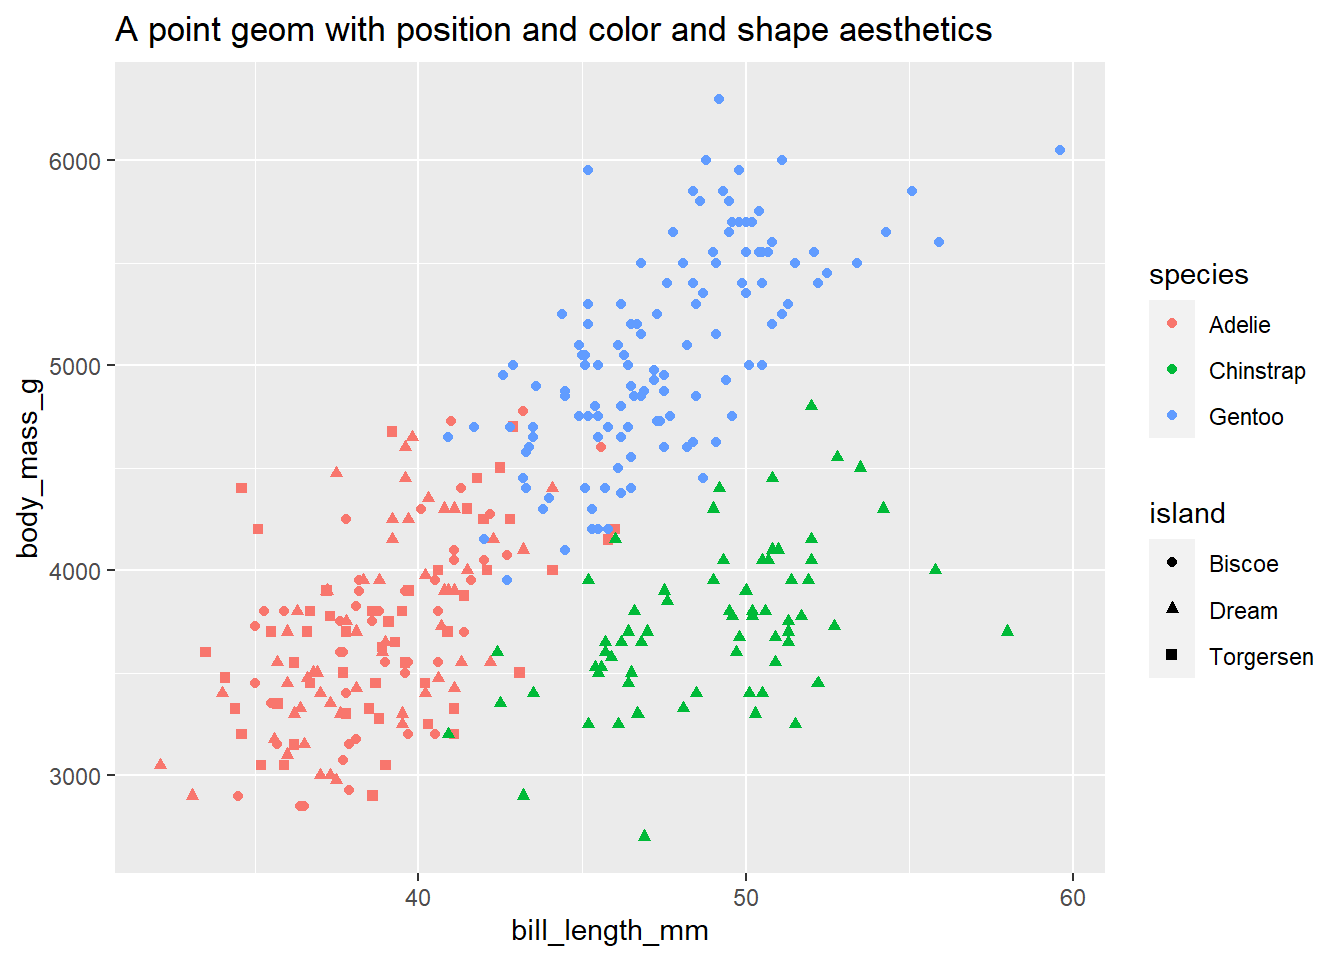 A point geom with position and color and shape aesthetics
body_mass_g
6000
5000
4000
3000
40
50
60
bill_length_mm
species
Adelie
Chinstrap
Gentoo
island
Biscoe
Dream
Torgersen